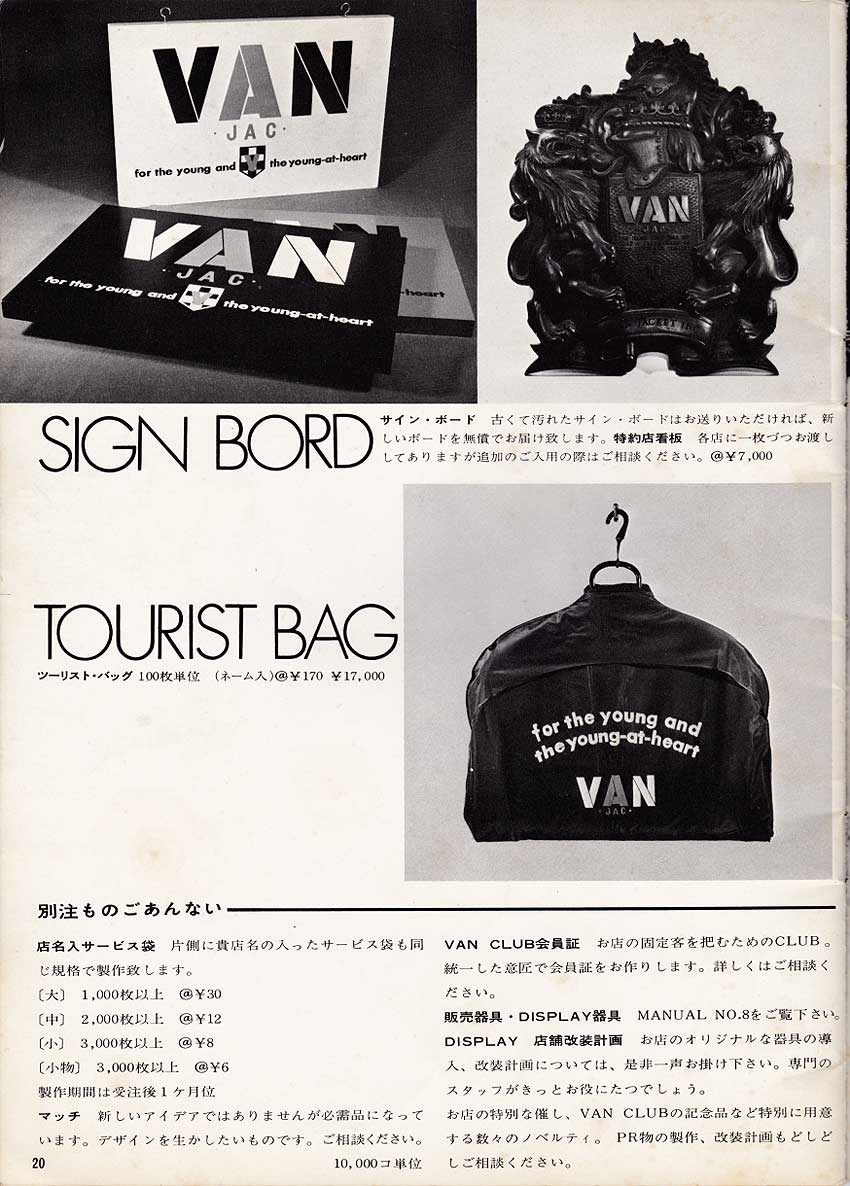 VAN
・JAC・
for the young and V the young-at-heart
VAN
・JAC・
for the young and V the young-at-heart
-heart
VAN
JAC
JACKET INC
SIGN BORD
サイン・ボード　古くて汚れたサイン・ボードはお送りいただければ、新
しいボードを無償でお届け致します。特約店看板　各店に一枚づつお渡し
してありますが追加のご入用の際はご相談ください。@¥7,000
TOURIST BAG
ツーリスト・バッグ 100枚単位　(ネーム入)@¥170 ¥17,000
for the young and
the young-at-heart
VAN
・JAC・
別注ものごあんない
店名入サービス袋　片側に貴店名の入ったサービス袋も同
じ規格で製作致します。
〔大〕 1,000枚以上　@¥30
〔中〕 2,000枚以上　@¥12
〔小〕 3,000枚以上　@¥8
〔小物〕 3,000枚以上　@¥6
製作期間は受注後1ヶ月位
マッチ　新しいアイデアではありませんが必需品になって
います。デザインを生かしたいものです。ご相談ください。
10,000コ単位
VAN CLUB会員証　お店の固定客を把むためのCLUB。
統一した意匠で会員証をお作りします。詳しくはご相談く
ださい。
販売器具・DISPLAY器具　MANUAL NO.8をご覧下さい。
DISPLAY 店舗改装計画　お店のオリジナルな器具の導
入、改装計画については、是非一声お掛け下さい。専門の
スタッフがきっとお役にたつでしょう。
お店の特別な催し、VAN CLUBの記念品など特別に用意
する数々のノベルティ。 PR物の製作、改装計画もどしど
しご相談ください。
20